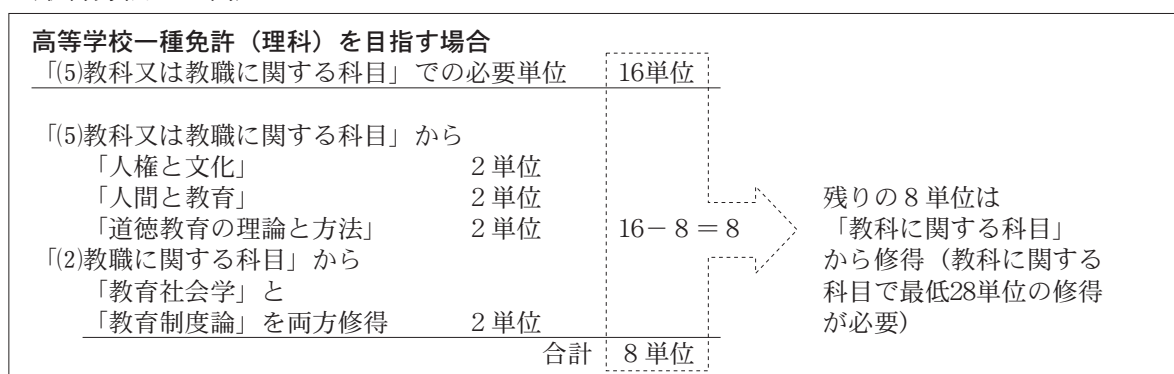 高等学校一種免許（理科）を目指す場合
「⑸教科又は教職に関する科目」での必要単位 16単位
「⑸教科又は教職に関する科目」から
「人権と文化」 2単位
「人間と教育」 2単位
「道徳教育の理論と方法」 2単位
「⑵教職に関する科目」から
「教育社会学」と
「教育制度論」を両方修得 2単位
合計 8単位
16－8＝8
残りの8単位は
「教科に関する科目」
から修得（教科に関する
科目で最低28単位の修得
が必要）